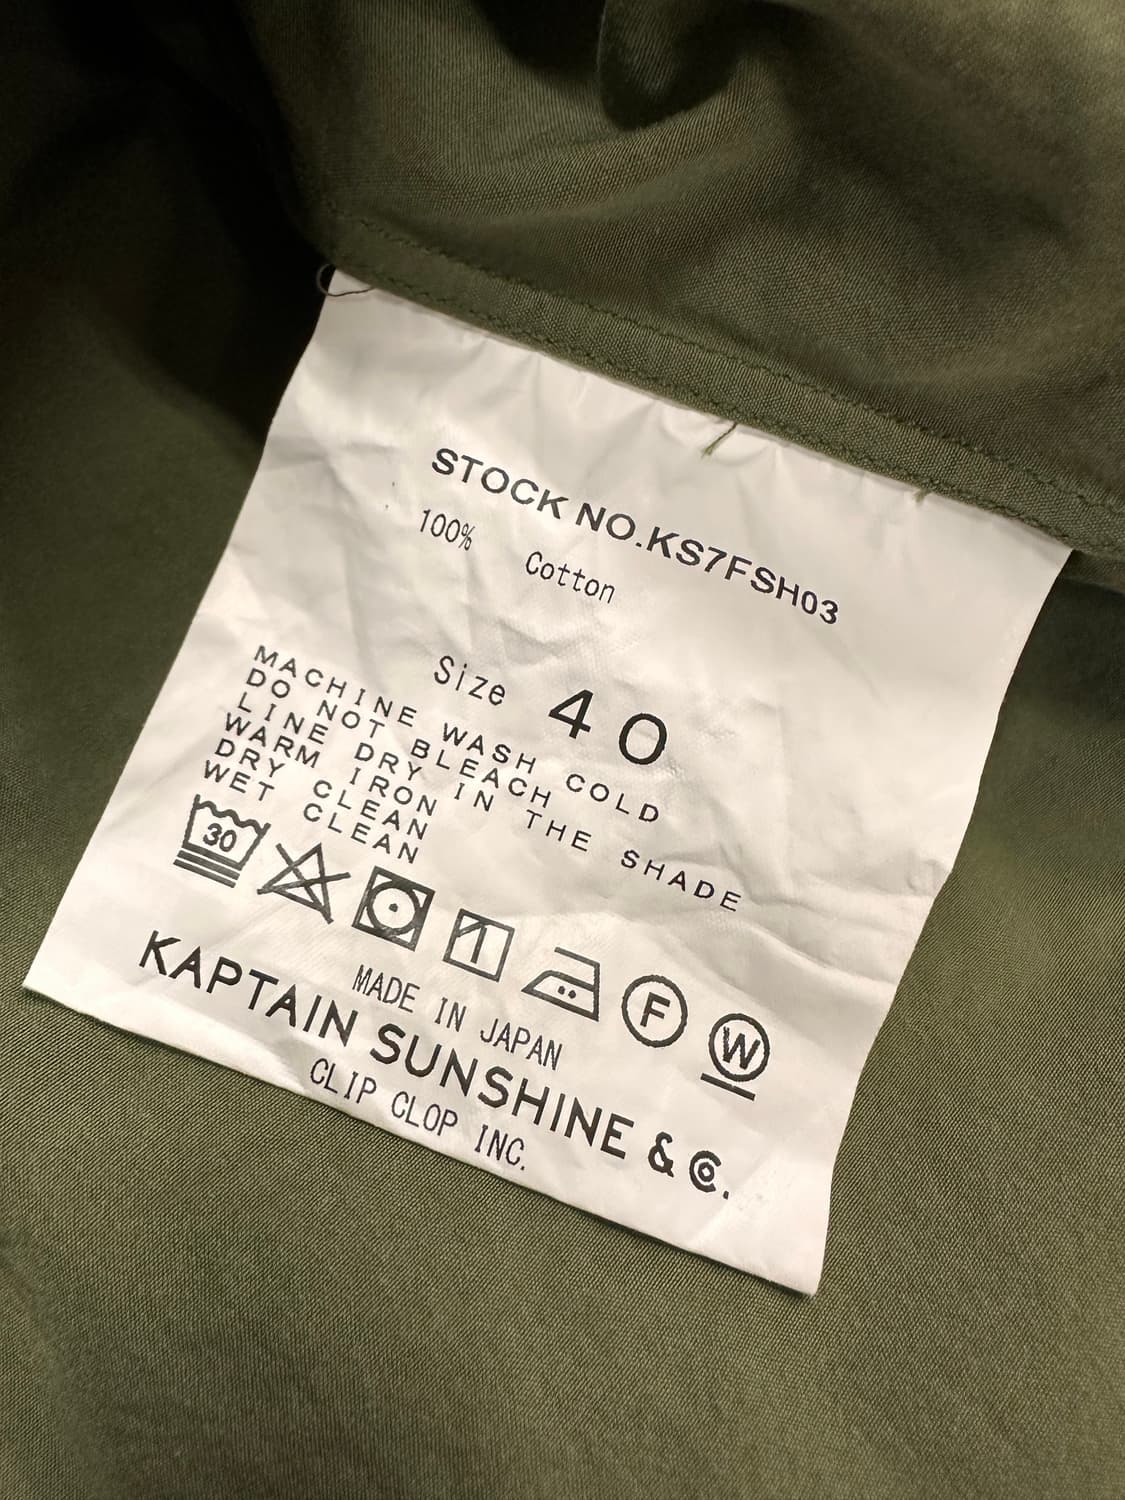 STOCK NO.KS7FSH03
100% Cotton
Size 40
MACHINE WASH COLD
DO NOT BLEACH
LINE DRY IN THE SHADE
WARM IRON
DRY CLEAN
WET CLEAN
30 F W
MADE IN JAPAN
KAPTAIN SUNSHINE & Co.
CLIP CLOP INC.